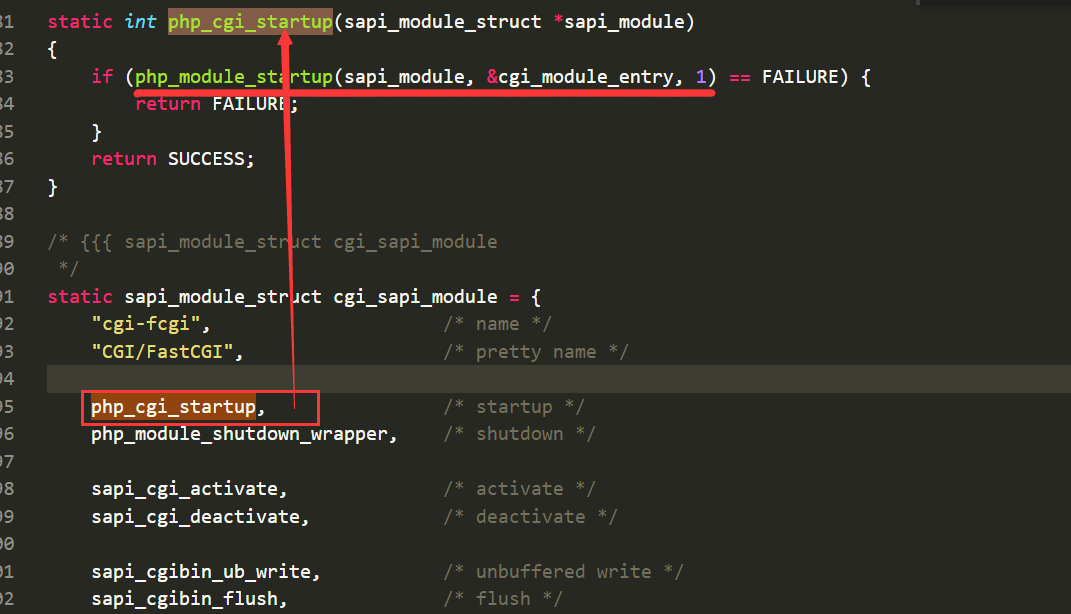 31 static int php_cgi_startup(sapi_module_struct *sapi_module)
32 {
33 if (php_module_startup(sapi_module, &cgi_module_entry, 1) == FAILURE) {
34 return FAILURE;
35 }
36 return SUCCESS;
37 }
38
39 /* {{{ sapi_module_struct cgi_sapi_module
90 */
91 static sapi_module_struct cgi_sapi_module = {
92 "cgi-fcgi", /* name */
93 "CGI/FastCGI", /* pretty name */
94
95 php_cgi_startup, /* startup */
96 php_module_shutdown_wrapper, /* shutdown */
97
98 sapi_cgi_activate, /* activate */
99 sapi_cgi_deactivate, /* deactivate */
00
01 sapi_cgibin_ub_write, /* unbuffered write */
02 sapi_cgibin_flush, /* flush */